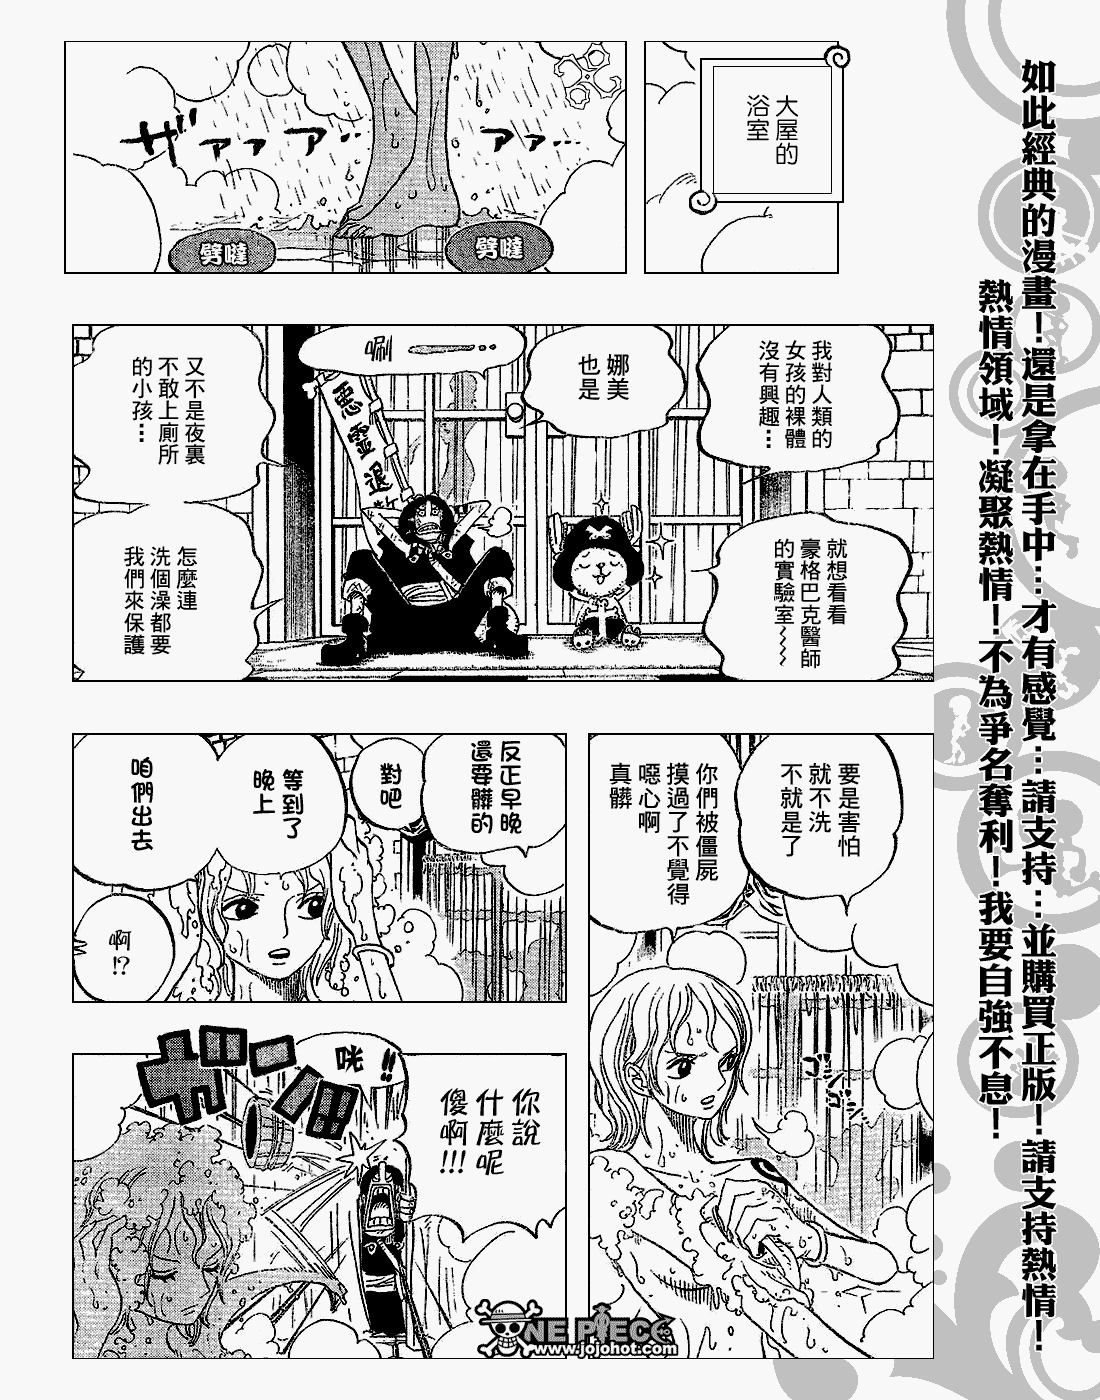 大屋的
浴室
ザァァァ…
ァ…
劈噠
劈噠
我對人類的
女孩的裸體
沒有興趣…
就想看看
豪格巴克醫師
的實驗室~~
娜美
也是
唰
惡靈退散
又不是夜裏
不敢上廁所
的小孩…
怎麼連
洗個澡都要
我們來保護
要是害怕
就不洗
不就是了
你們被僵屍
摸過了不覺得
噁心啊
真髒
ゴシゴシ
反正早晚
還要髒的
對吧
等到了
晚上
咱們出去
啊!?
咣!!
你說
什麼呢
傻啊!!!
ONE PIECE
www.jojohot.com
如此經典的漫畫！還是拿在手中…才有感覺…請支持…並購買正版！請支持熱情！
熱情領域！凝聚熱情！不為爭名奪利！我要自強不息！